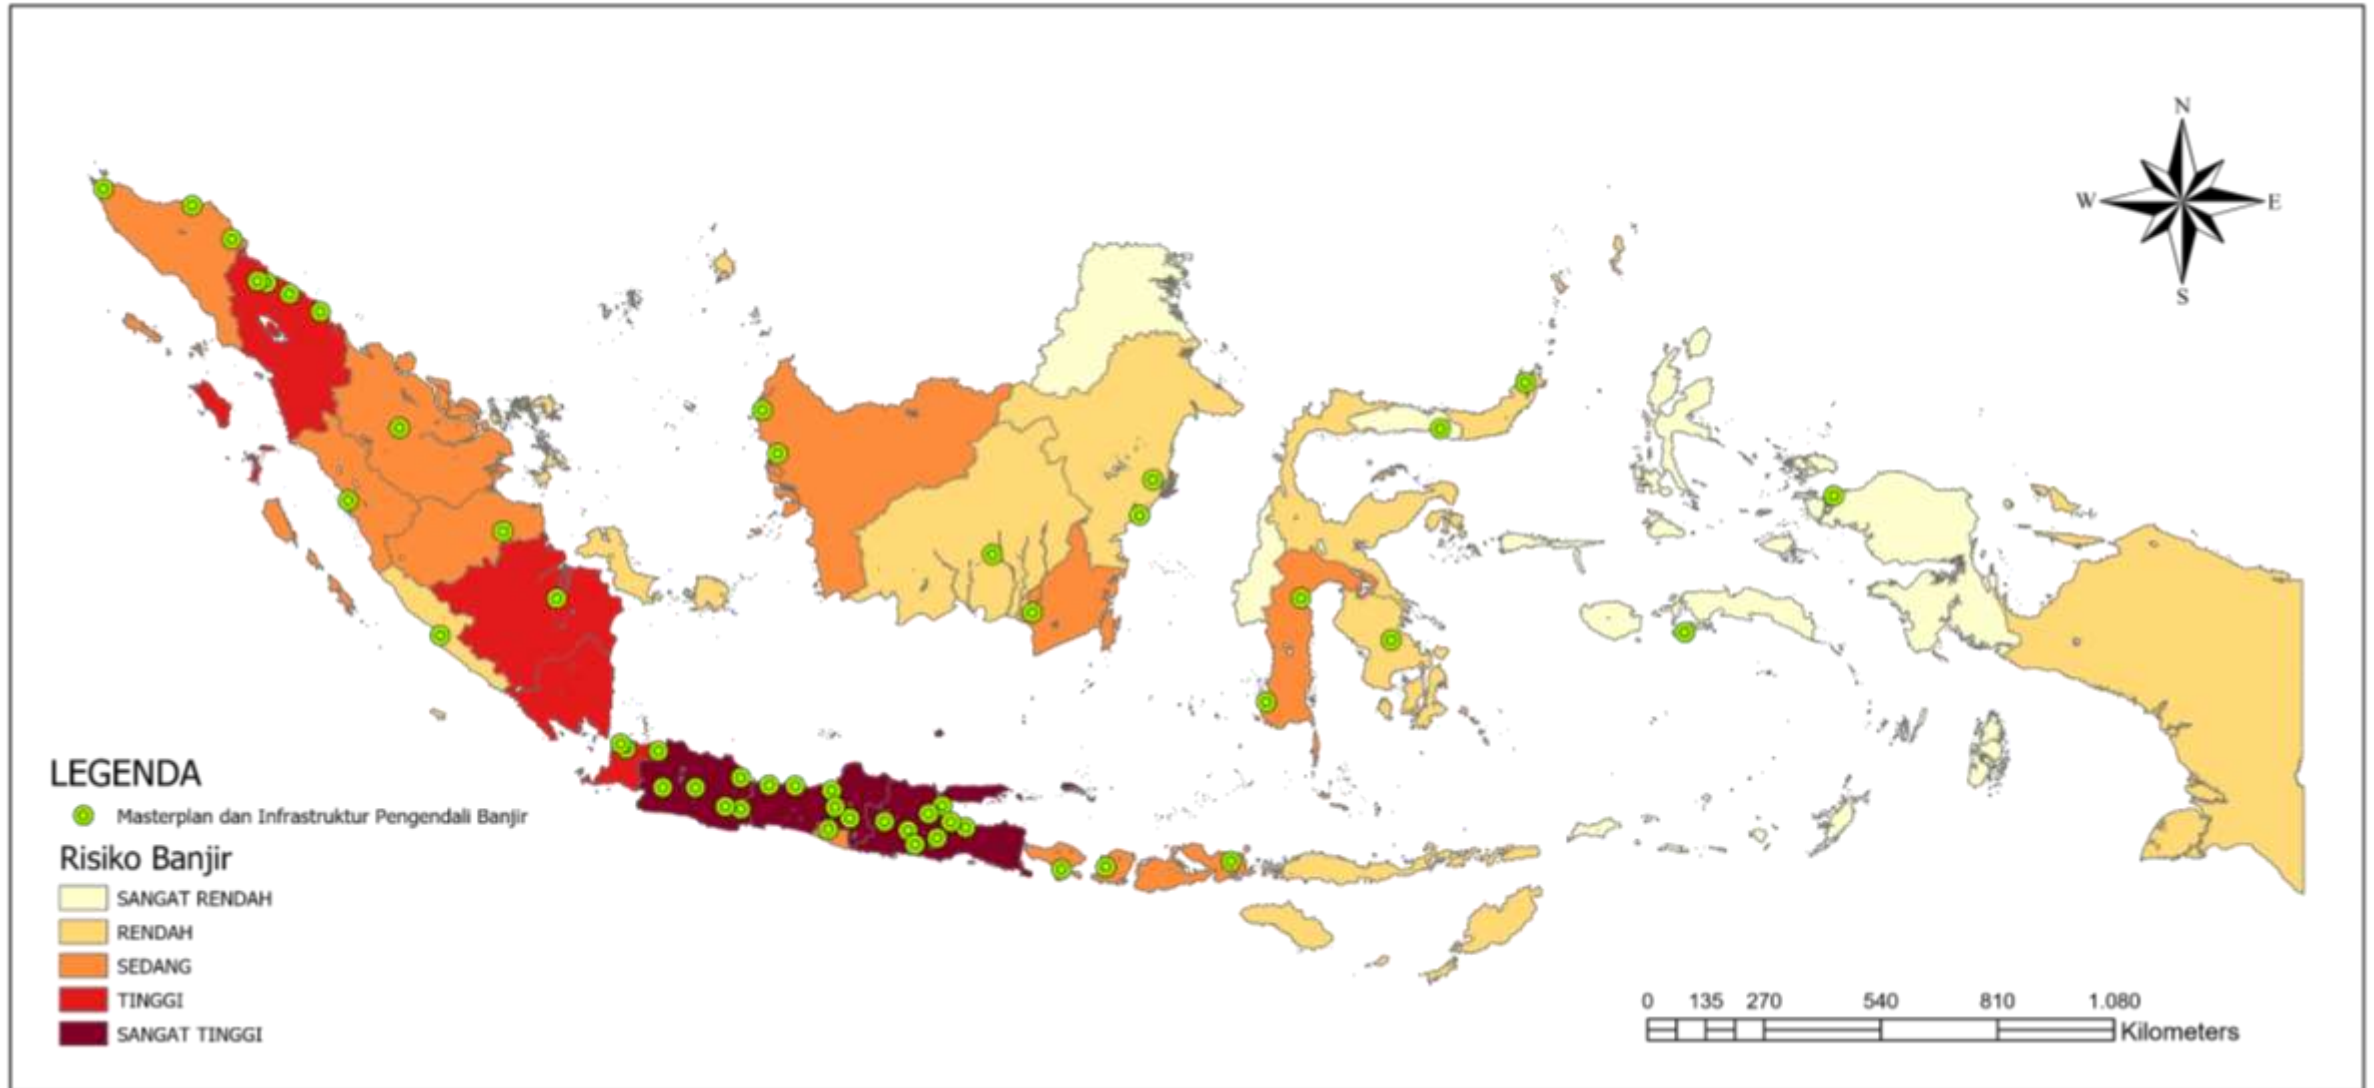 N
W E
S
LEGENDA
Masterplan dan Infrastruktur Pengendali Banjir
Risiko Banjir
SANGAT RENDAH
RENDAH
SEDANG
TINGGI
SANGAT TINGGI
0 135 270 540 810 1.080
Kilometers